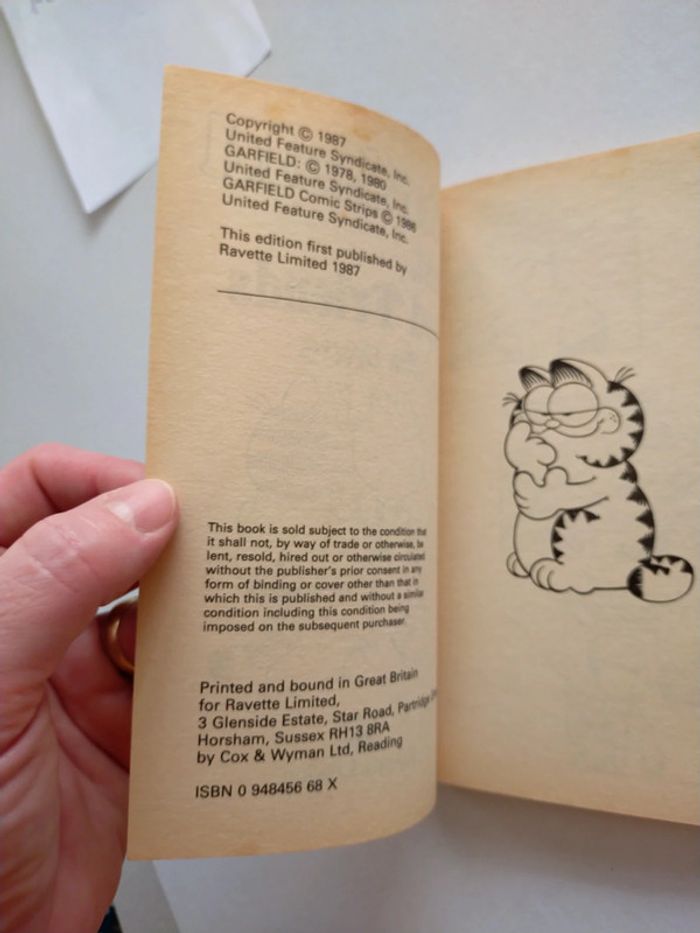 Copyright © 1987
United Feature Syndicate, Inc.
GARFIELD: © 1978, 1980
United Feature Syndicate, Inc.
GARFIELD Comic Strips © 1986
United Feature Syndicate, Inc.
This edition first published by
Ravette Limited 1987
This book is sold subject to the condition that
it shall not, by way of trade or otherwise, be
lent, resold, hired out or otherwise circulated
without the publisher's prior consent in any
form of binding or cover other than that in
which this is published and without a similar
condition including this condition being
imposed on the subsequent purchaser.
Printed and bound in Great Britain
for Ravette Limited,
3 Glenside Estate, Star Road, Partridge
Horsham, Sussex RH13 8RA
by Cox & Wyman Ltd, Reading
ISBN 0 948456 68 X